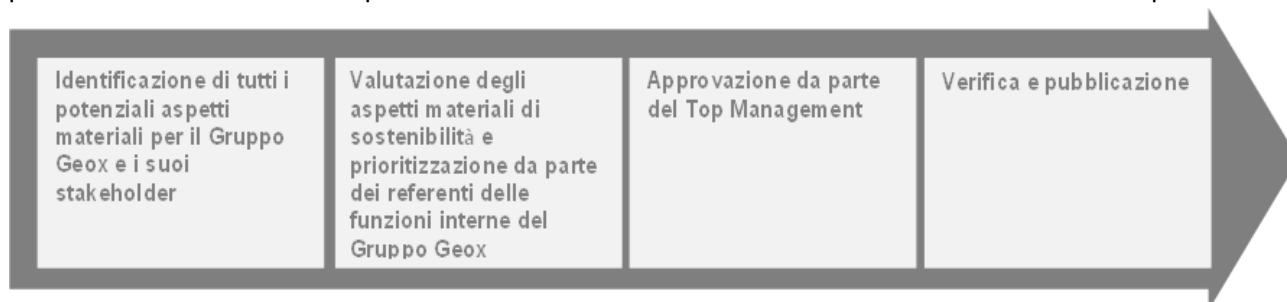 Identificazione di tutti i
potenziali aspetti
materiali per il Gruppo
Geox e i suoi
stakeholder
Valutazione degli
aspetti materiali di
sostenibilità e
prioritizzazione da parte
dei referenti delle
funzioni interne del
Gruppo Geox
Approvazione da parte
del Top Management
Verifica e pubblicazione